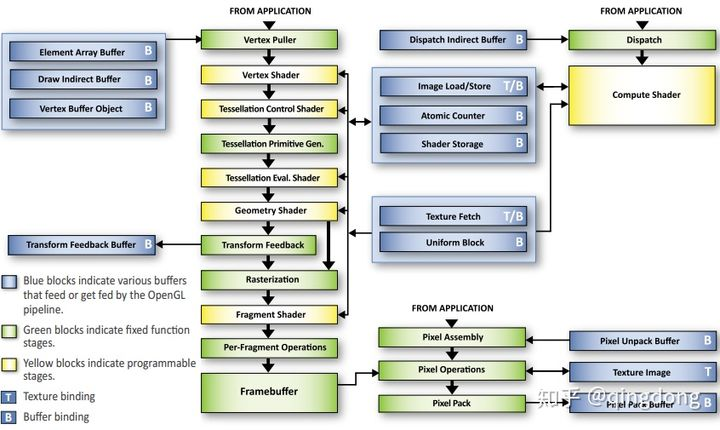 FROM APPLICATION
Vertex Puller
Element Array Buffer B
Draw Indirect Buffer B
Vertex Buffer Object B
Vertex Shader
Tessellation Control Shader
Tessellation Primitive Gen.
Tessellation Eval. Shader
Geometry Shader
Transform Feedback
Transform Feedback Buffer B
Rasterization
Fragment Shader
Per-Fragment Operations
Framebuffer
FROM APPLICATION
Dispatch Indirect Buffer B
Dispatch
Image Load/Store T/B
Atomic Counter B
Shader Storage B
Compute Shader
Texture Fetch T/B
Uniform Block B
FROM APPLICATION
Pixel Assembly
Pixel Unpack Buffer B
Pixel Operations
Texture Image T
Pixel Pack
Pixel Pack Buffer B
Blue blocks indicate various buffers
that feed or get fed by the OpenGL
pipeline.
Green blocks indicate fixed function
stages.
Yellow blocks indicate programmable
stages.
T Texture binding
B Buffer binding
知乎 @qingdong